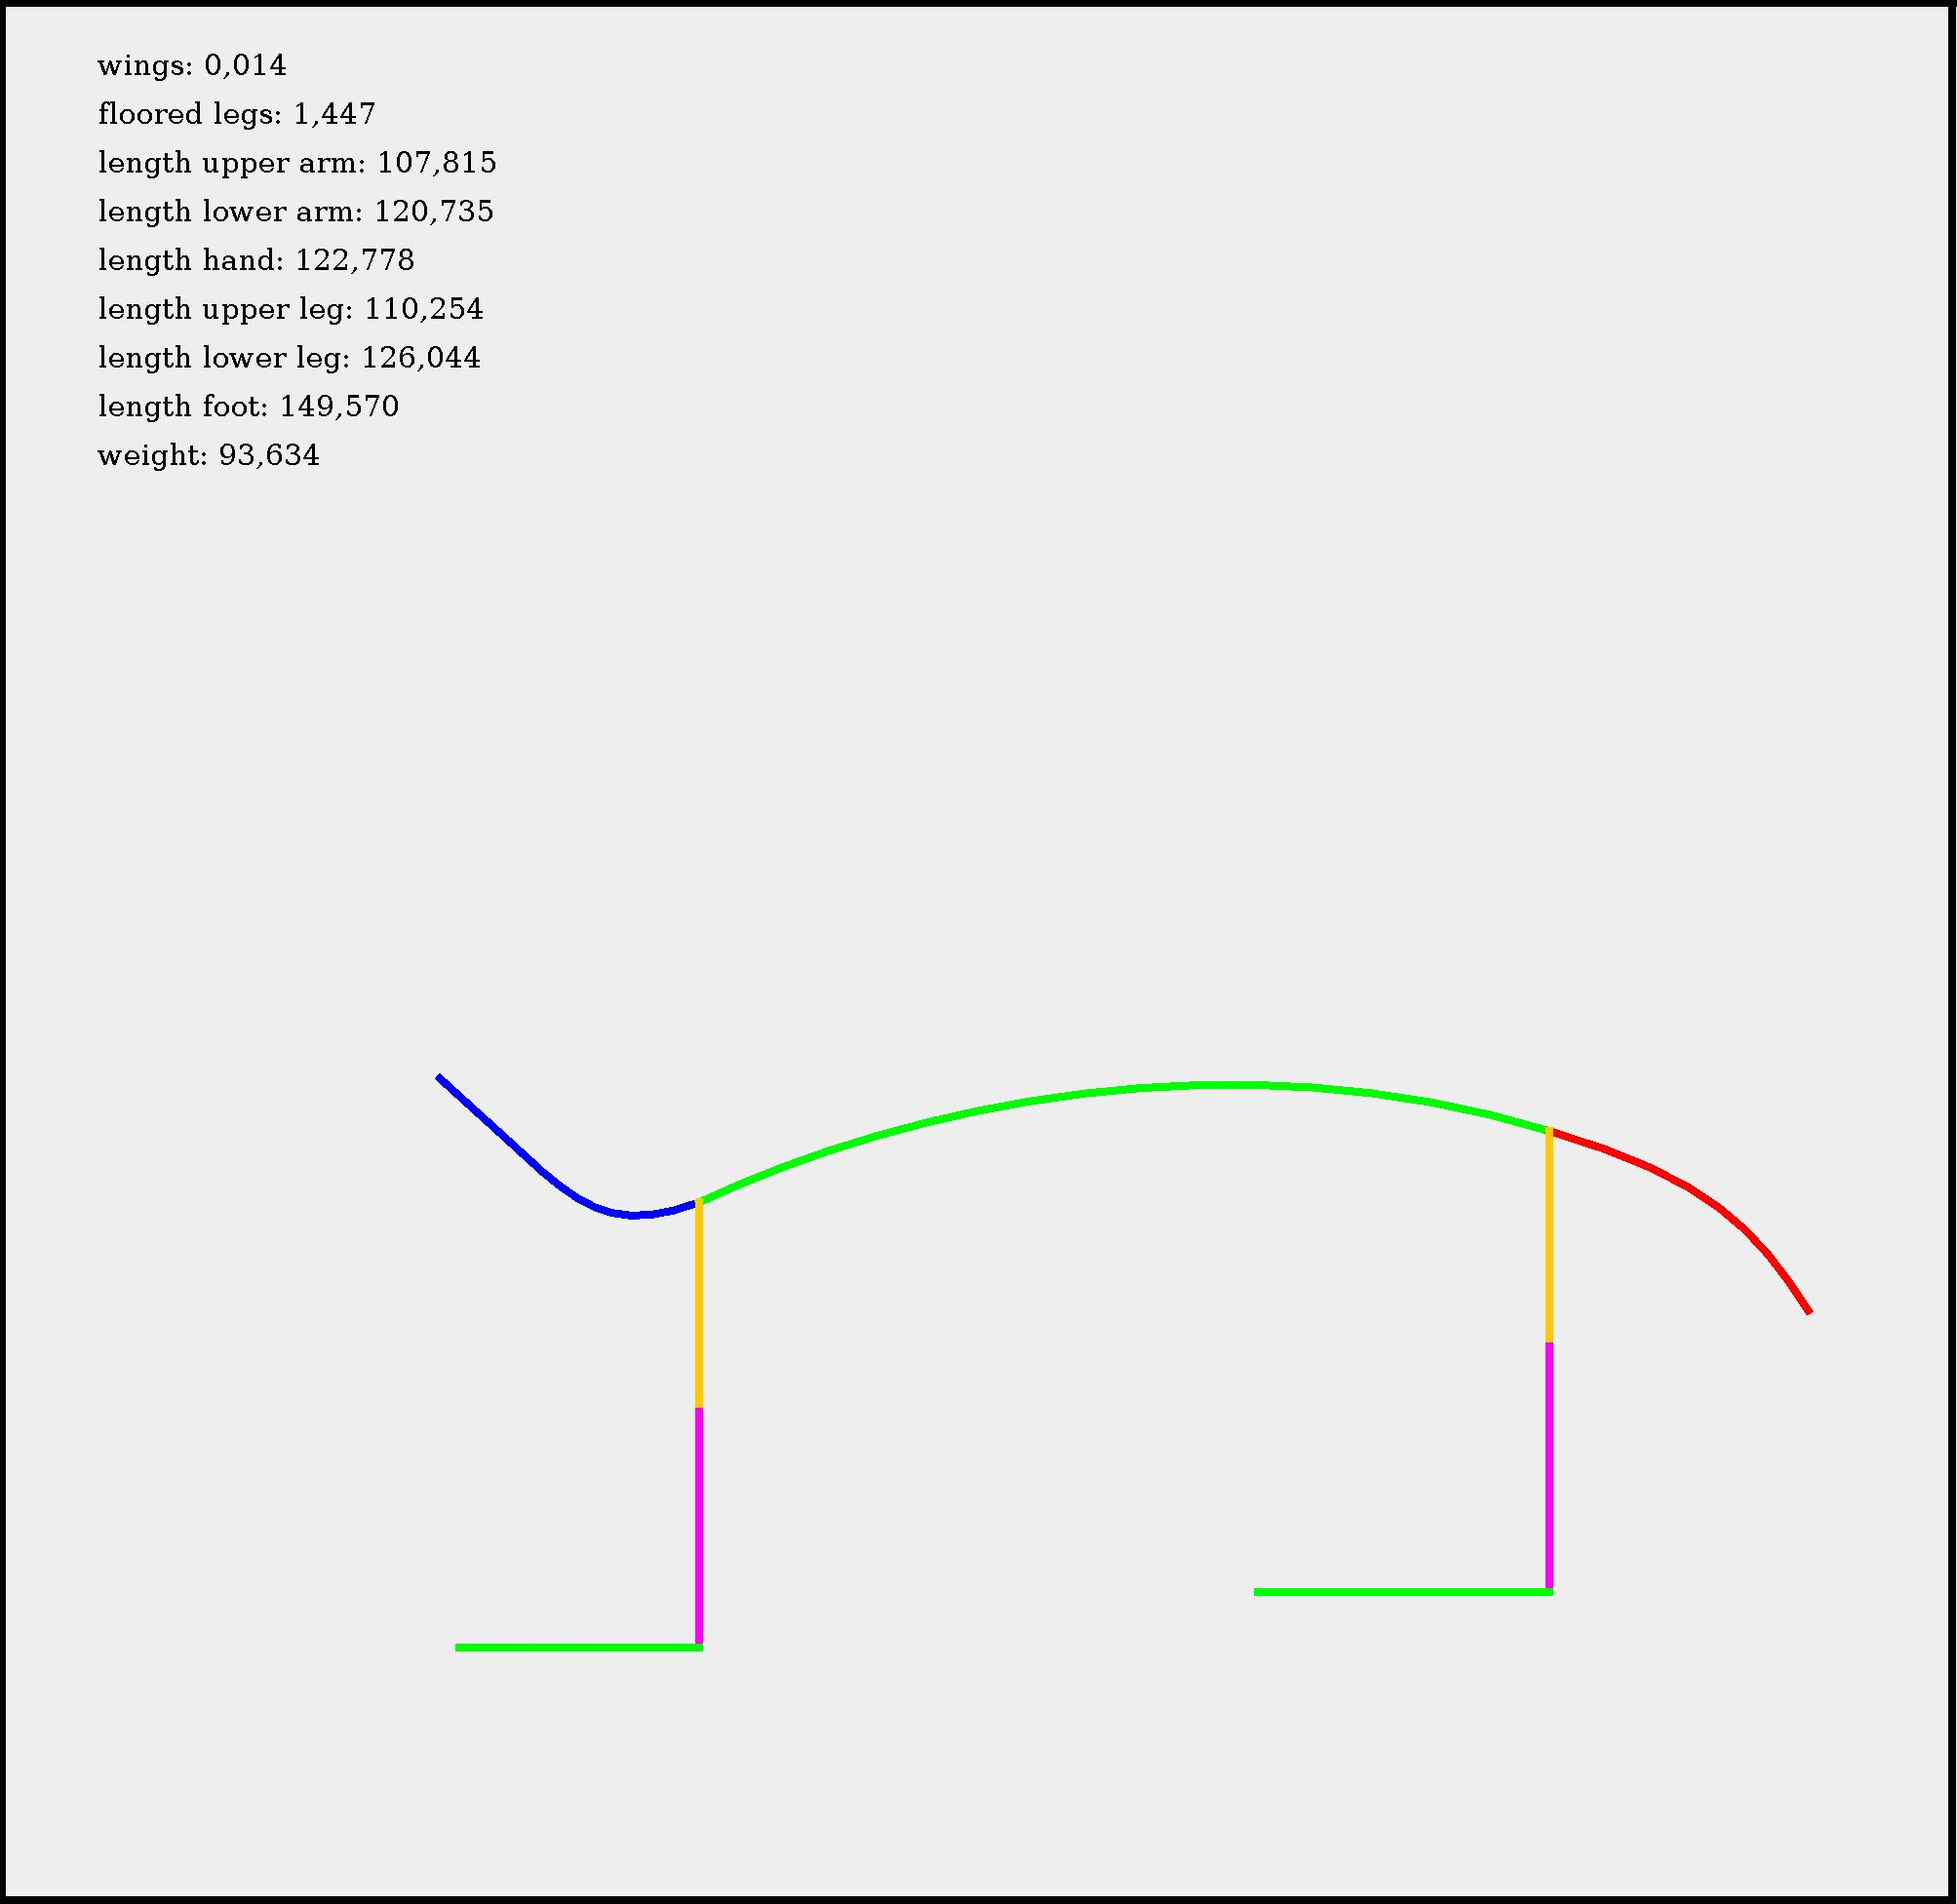 wings: 0,014
floored legs: 1,447
length upper arm: 107,815
length lower arm: 120,735
length hand: 122,778
length upper leg: 110,254
length lower leg: 126,044
length foot: 149,570
weight: 93,634